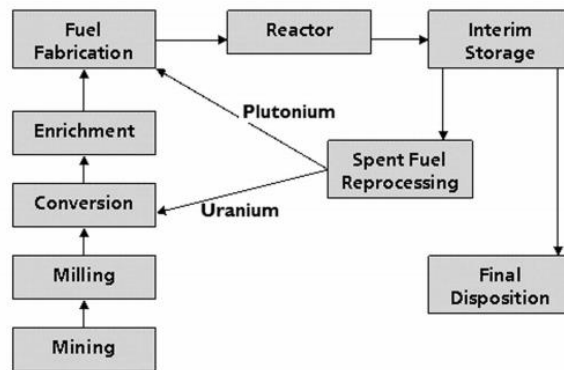 Fuel
Fabrication
Reactor
Interim
Storage
Plutonium
Enrichment
Spent Fuel
Reprocessing
Conversion
Uranium
Milling
Final
Disposition
Mining